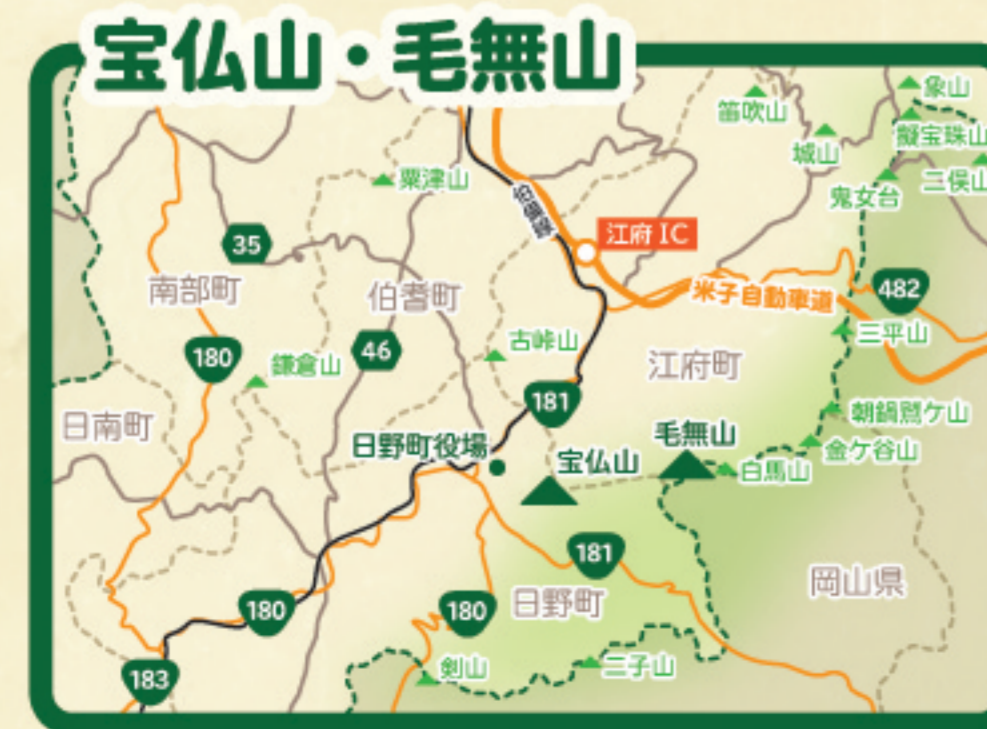 宝仏山・毛無山
象山
笛吹山
擬宝珠山
城山
二俣山
粟津山
鬼女台
伯備線
江府 IC
35
南部町
伯耆町
米子自動車道
482
三平山
古峠山
180
鎌倉山
46
江府町
181
朝鍋鷲ケ山
日南町
毛無山
日野町役場
金ケ谷山
宝仏山
白馬山
181
岡山県
180
180
日野町
剣山
二子山
183